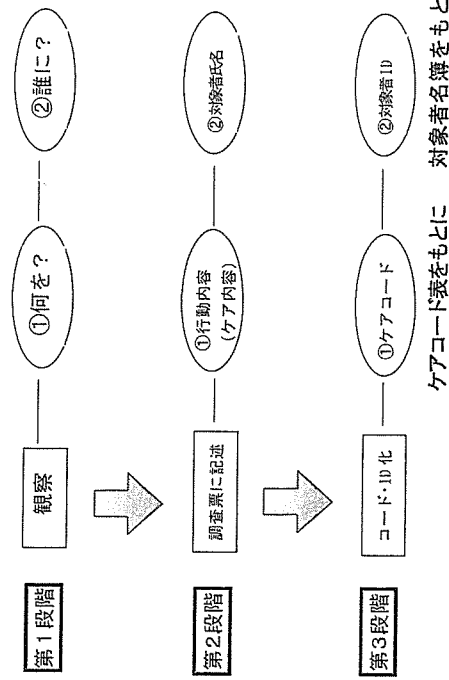 第1段階
観察
①何を？
②誰に？
第2段階
調査票に記述
①行動内容
(ケア内容)
②対象者氏名
第3段階
コード・ID化
①ケアコード
②対象者ID
ケアコード表をもとに
対象者名簿をもと